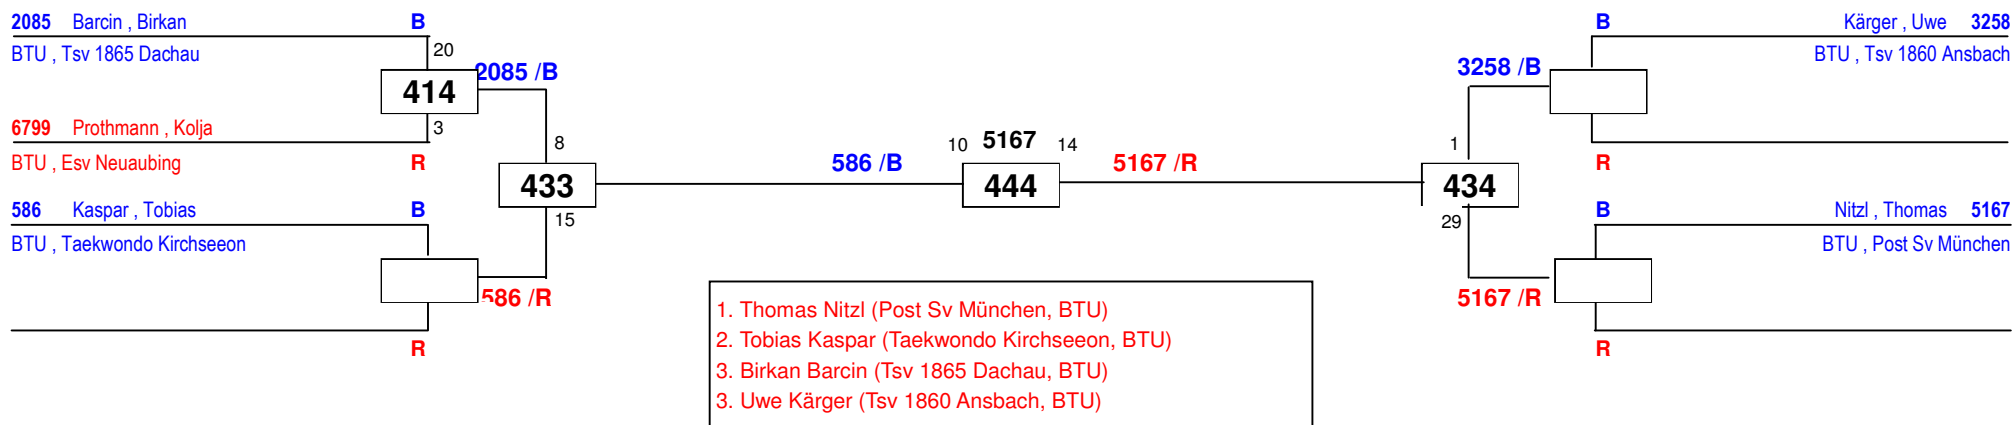 2085 Barcin , Birkan B
BTU , Tsv 1865 Dachau
20
414
2085 /B
3
6799 Prothmann , Kolja
BTU , Esv Neuaubing R
8
433
15
586 Kaspar , Tobias B
BTU , Taekwondo Kirchseeon
586 /R
R
586 /B
10 5167 14
444
5167 /R
B Kärger , Uwe 3258
BTU , Tsv 1860 Ansbach
3258 /B
R
1
434
29
B Nitzl , Thomas 5167
BTU , Post Sv München
5167 /R
R
1. Thomas Nitzl (Post Sv München, BTU)
2. Tobias Kaspar (Taekwondo Kirchseeon, BTU)
3. Birkan Barcin (Tsv 1865 Dachau, BTU)
3. Uwe Kärger (Tsv 1860 Ansbach, BTU)